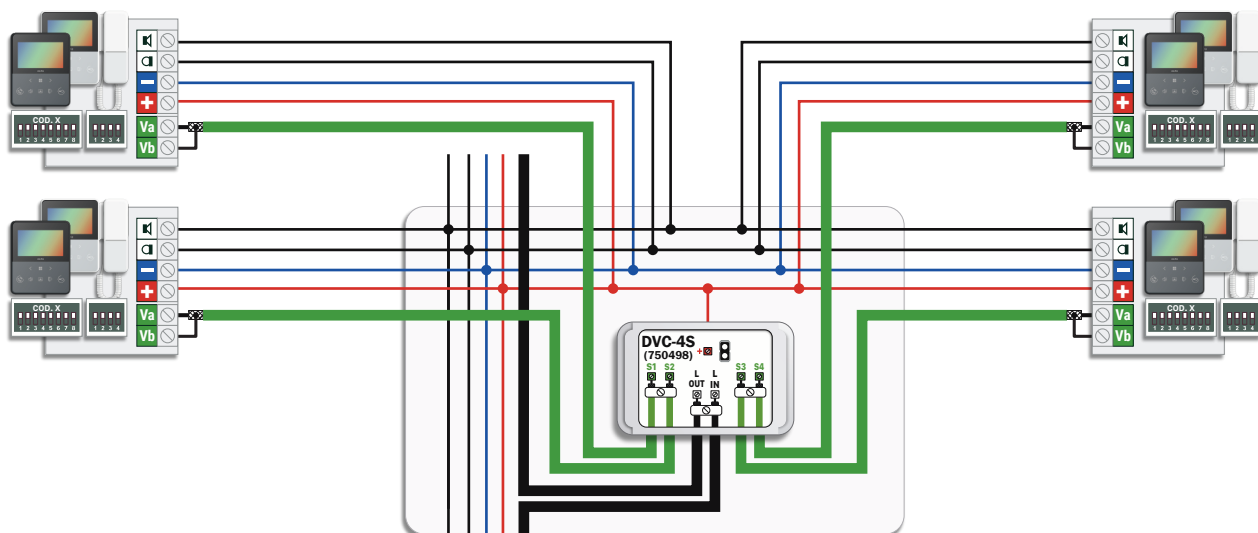 Va
Vb
COD. X
1 2 3 4 5 6 7 8
1 2 3 4
Va
Vb
COD. X
1 2 3 4 5 6 7 8
1 2 3 4
Va
Vb
COD. X
1 2 3 4 5 6 7 8
1 2 3 4
Va
Vb
COD. X
1 2 3 4 5 6 7 8
1 2 3 4
DVC-4S
(750498) +
S1 S2 L L S3 S4
OUT IN